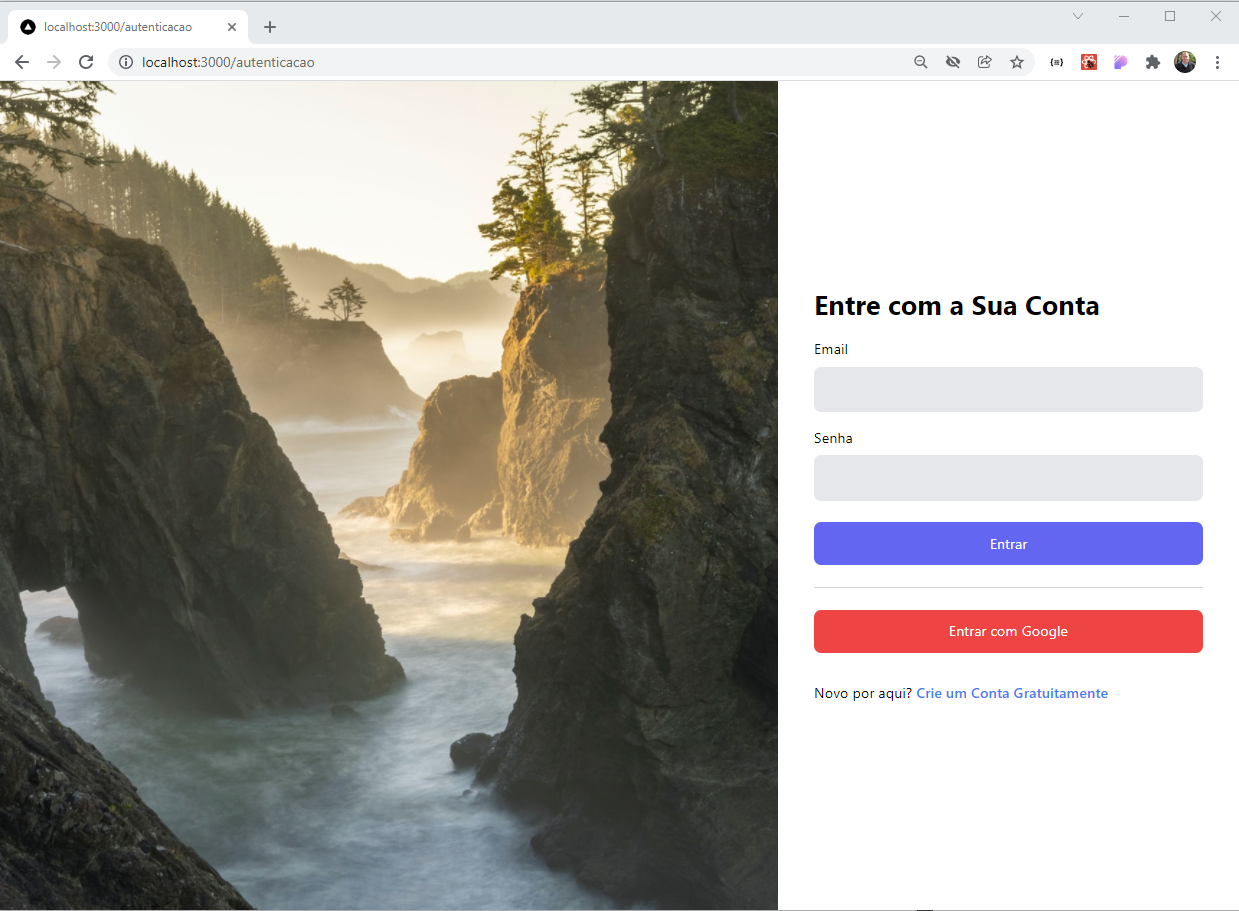 localhost:3000/autenticacao
localhost:3000/autenticacao
Entre com a Sua Conta
Email
Senha
Entrar
Entrar com Google
Novo por aqui? Crie um Conta Gratuitamente